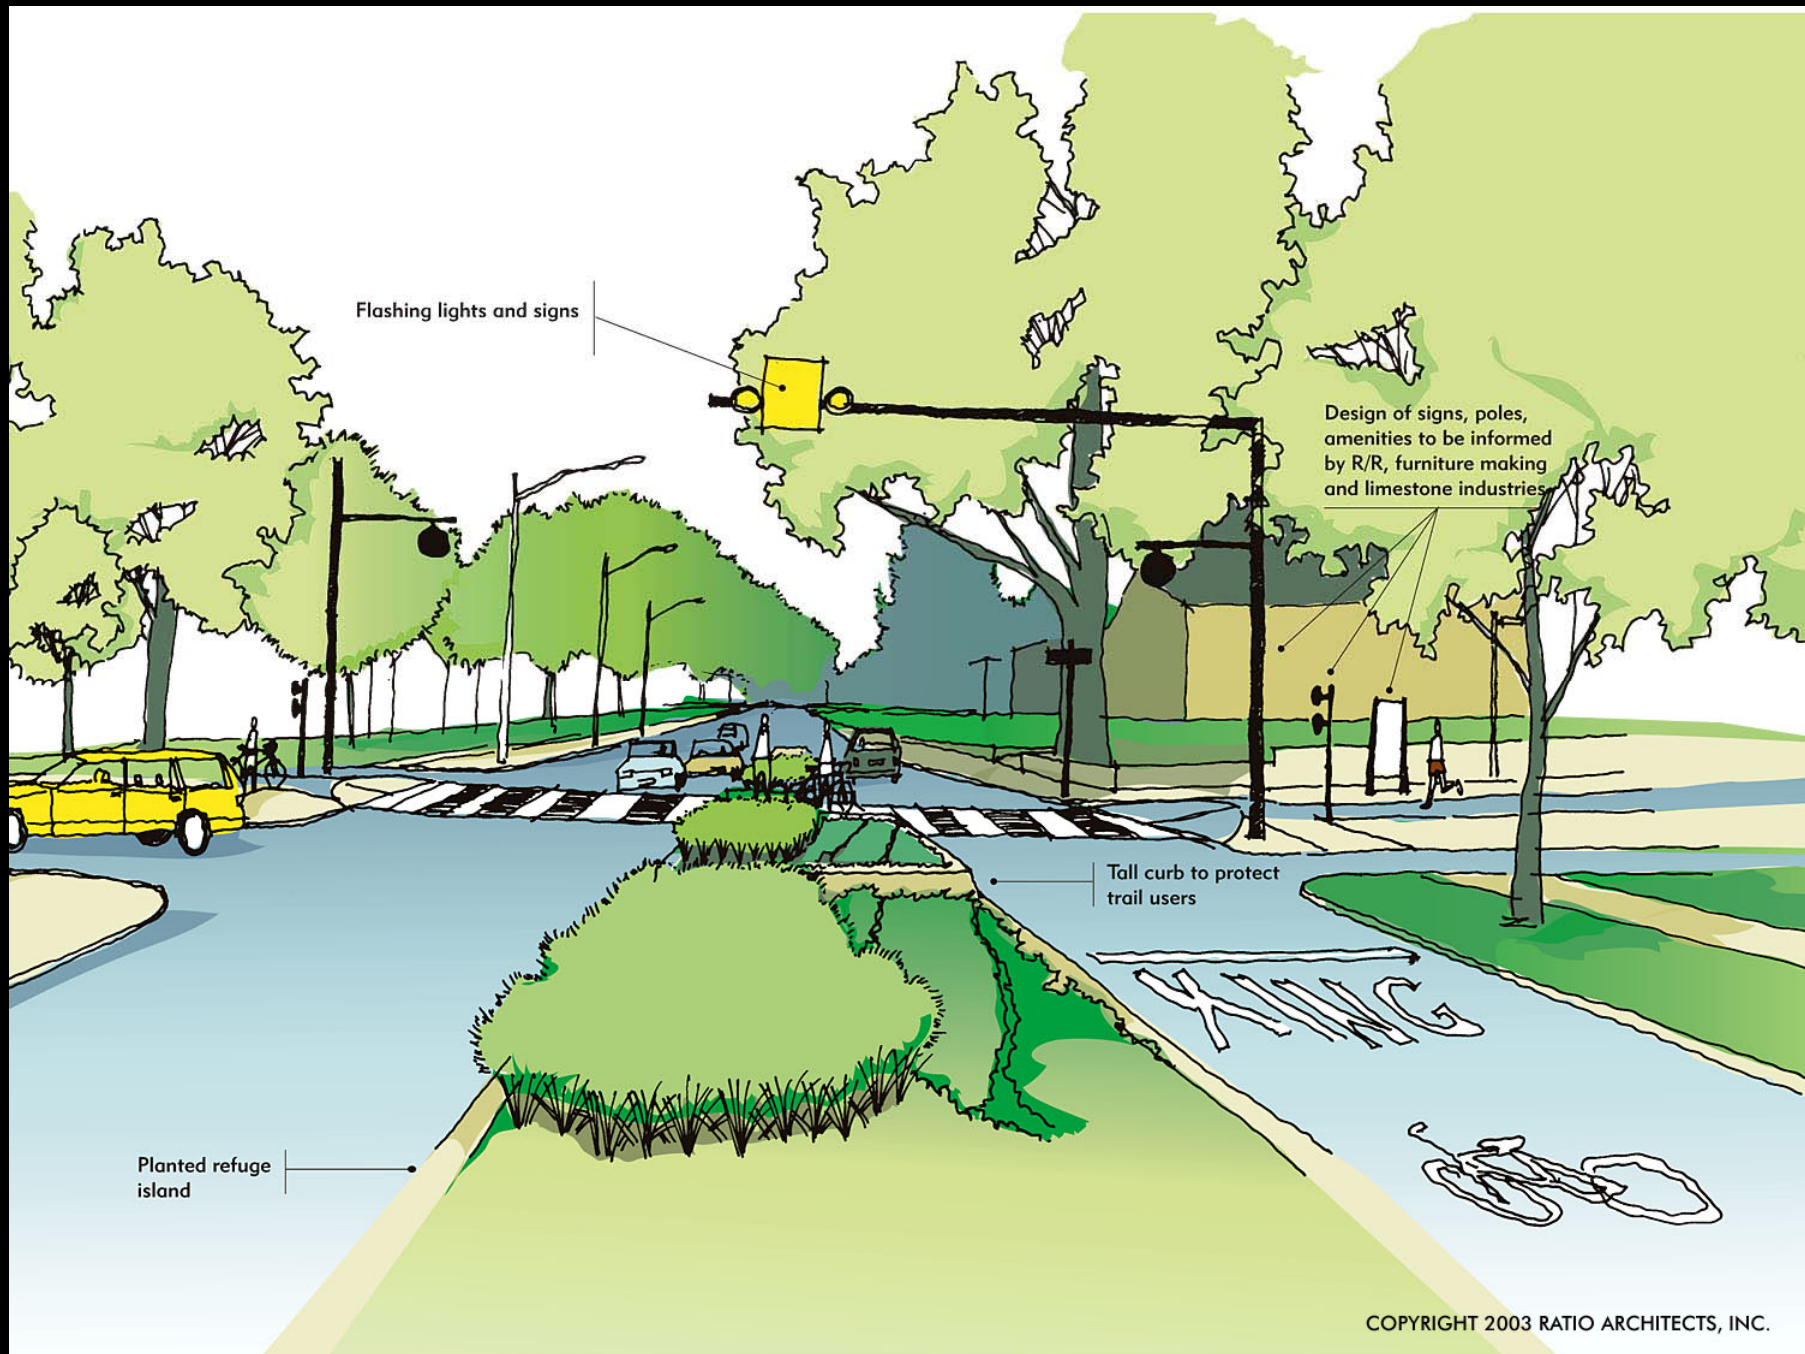 Flashing lights and signs
Design of signs, poles,
amenities to be informed
by R/R, furniture making
and limestone industries
Tall curb to protect
trail users
XING
Planted refuge
island
COPYRIGHT 2003 RATIO ARCHITECTS, INC.